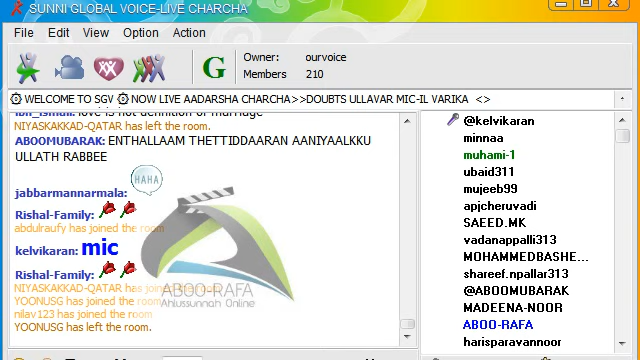 SUNNI GLOBAL VOICE-LIVE CHARCHA
File Edit View Option Action
Owner: ourvoice
Members 210
G
WELCOME TO SGV NOW LIVE AADARSHA CHARCHA>>DOUBTS ULLAVAR MIC-IL VARIKA <>
love is not definition of marriage
NIYASKAKKAD-QATAR has left the room.
ABOOMUBARAK: ENTHALLAAM THETTIDDAARAN AANIYAALKKU
ULLATH RABBEE
HAHA
jabbarmannarmala:
Rishal-Family:
abdulraufy has joined the room
kelvikaran: mic
Rishal-Family:
NIYASKAKKAD-QATAR has joined the room
YOONUSG has joined the room
nilav123 has joined the room
YOONUSG has left the room.
ABOO-RAFA
Ahlussunnah Online
@kelvikaran
minnaa
muhami-1
ubaid311
mujeeb99
apjcheruvadi
SAEED.MK
vadanappalli313
MOHAMMEDBASHE...
shareef.npallar313
@ABOOMUBARAK
MADEENA-NOOR
ABOO-RAFA
harisparavannoor